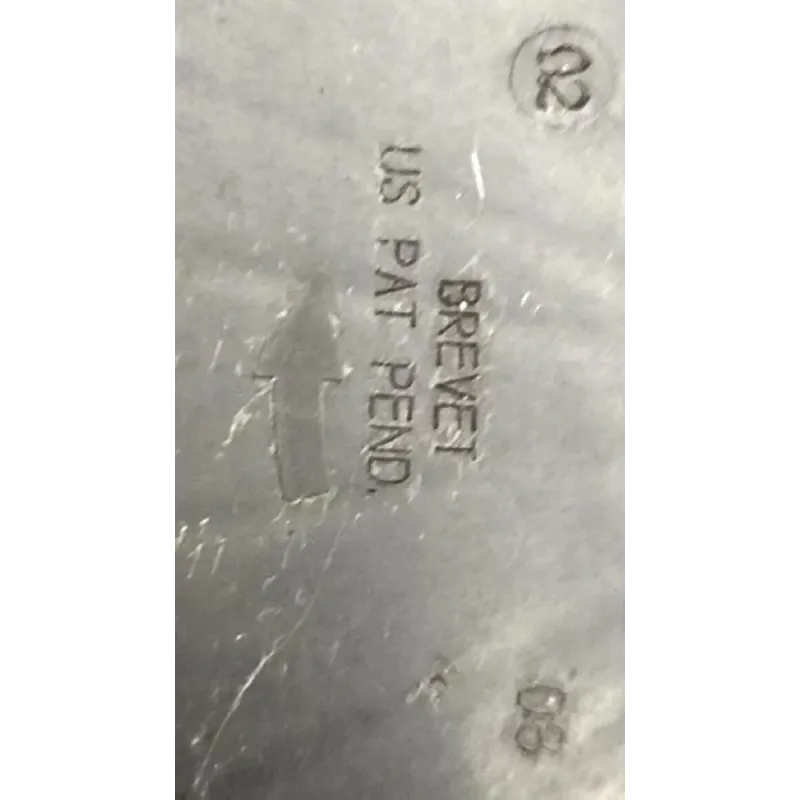 02
BREVET
US PAT PEND.
08